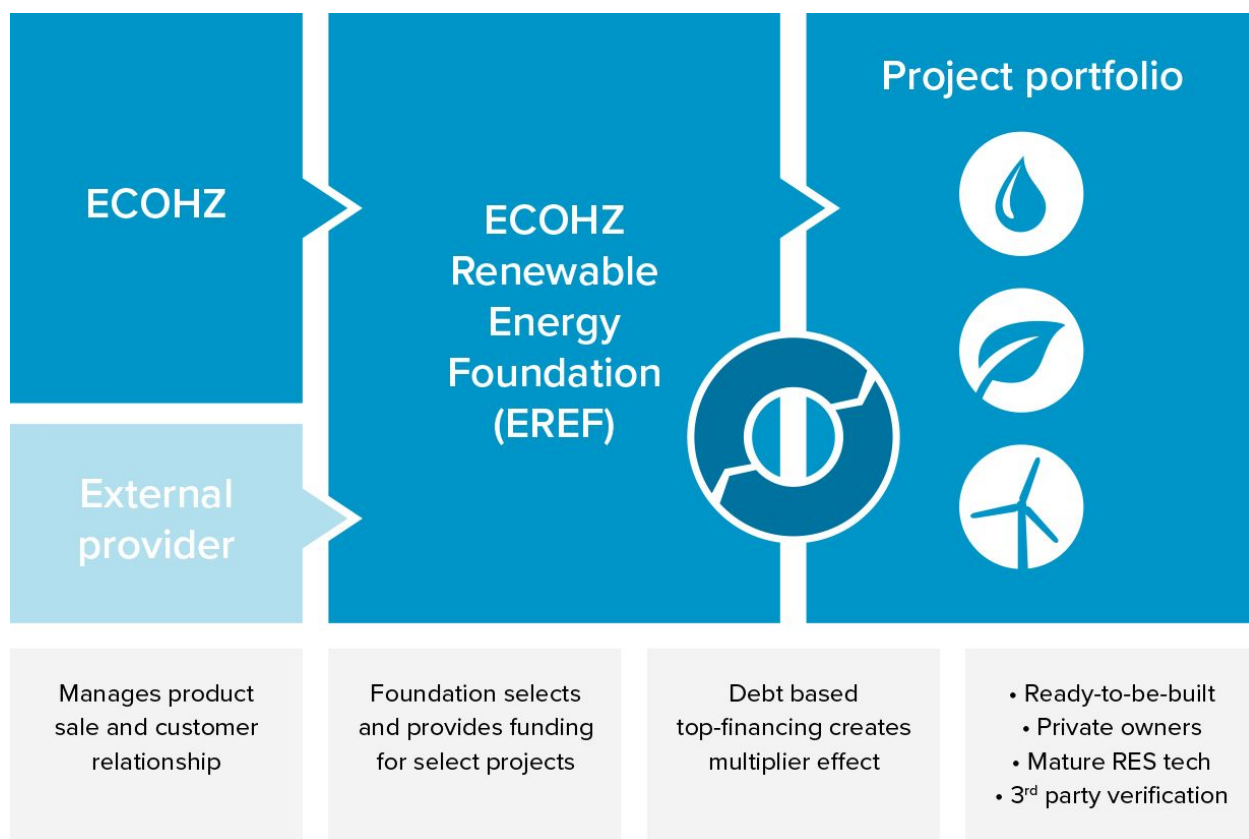 ECOHZ
External
provider
ECOHZ
Renewable
Energy
Foundation
(EREF)
Project portfolio
Manages product
sale and customer
relationship
Foundation selects
and provides funding
for select projects
Debt based
top-financing creates
multiplier effect
• Ready-to-be-built
• Private owners
• Mature RES tech
• 3rd party verification